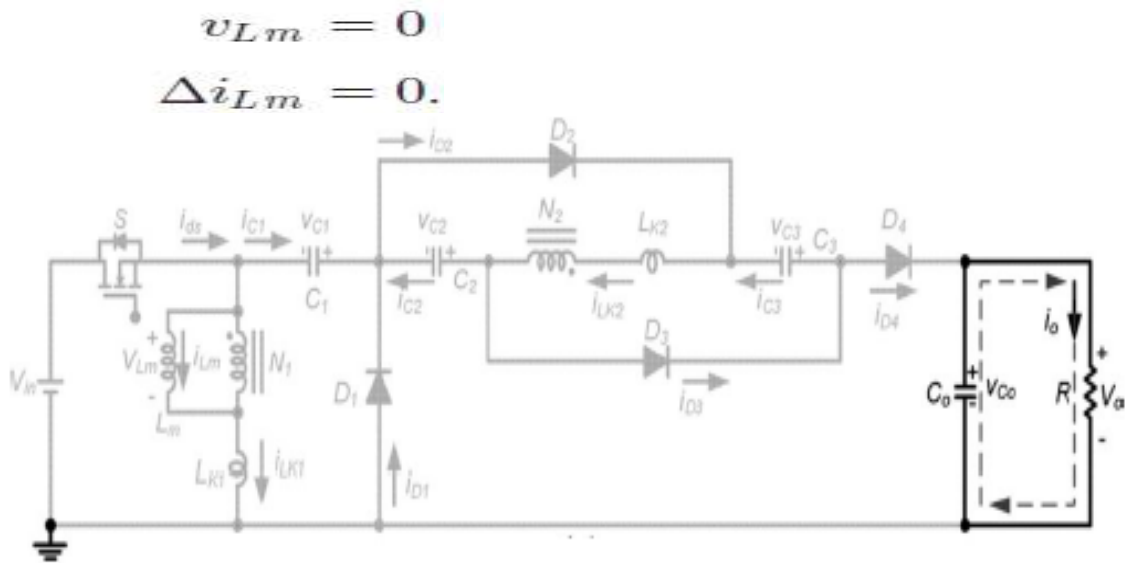 v_{Lm} = 0
Δi_{Lm} = 0.
i_{D2}
D_2
S
i_{ds}
i_{C1}
v_{C1}
v_{C2}
N_2
L_{K2}
v_{C3}
C_3
D_4
+
+
+
C_1
i_{C2}
C_2
i_{LK2}
i_{C3}
i_{D4}
i_o
+
V_{Lm}
-
i_{Lm}
N_1
D_3
V_{in}
D_1
i_{D3}
C_o
+
-
v_{Co}
R
+
V_o
-
L_m
L_{K1}
i_{LK1}
i_{D1}